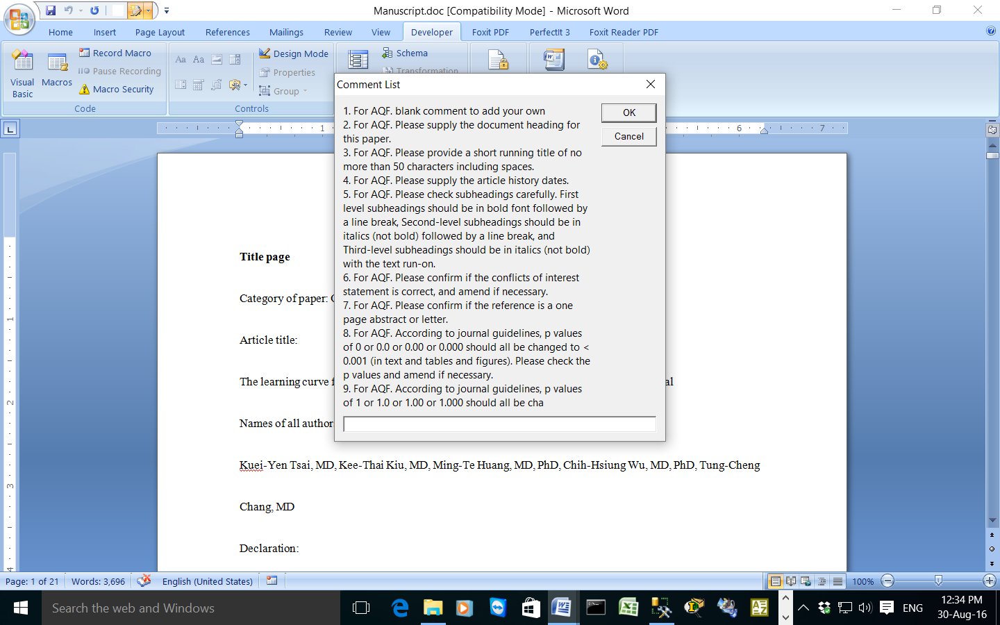 Manuscript.doc [Compatibility Mode] - Microsoft Word
Home Insert Page Layout References Mailings Review View Developer Foxit PDF PerfectIt 3 Foxit Reader PDF
Visual Basic
Macros
Record Macro
Pause Recording
Macro Security
Code
Aa Aa
Design Mode
Properties
Group
Controls
Schema
Transformation
Comment List
OK
Cancel
1. For AQF. blank comment to add your own
2. For AQF. Please supply the document heading for
this paper.
3. For AQF. Please provide a short running title of no
more than 50 characters including spaces.
4. For AQF. Please supply the article history dates.
5. For AQF. Please check subheadings carefully. First
level subheadings should be in bold font followed by
a line break, Second-level subheadings should be in
italics (not bold) followed by a line break, and
Third-level subheadings should be in italics (not bold)
with the text run-on.
6. For AQF. Please confirm if the conflicts of interest
statement is correct, and amend if necessary.
7. For AQF. Please confirm if the reference is a one
page abstract or letter.
8. For AQF. According to journal guidelines, p values
of 0 or 0.0 or 0.00 or 0.000 should all be changed to <
0.001 (in text and tables and figures). Please check the
p values and amend if necessary.
9. For AQF. According to journal guidelines, p values
of 1 or 1.0 or 1.00 or 1.000 should all be cha
L
1 6 7
1
2
3
4
Title page
Category of paper:
Article title:
The learning curve
al
Names of all author
Kuei-Yen Tsai, MD, Kee-Thai Kiu, MD, Ming-Te Huang, MD, PhD, Chih-Hsiung Wu, MD, PhD, Tung-Cheng
Chang, MD
Declaration:
Page: 1 of 21 Words: 3,696 English (United States) 100%
Search the web and Windows
ENG
12:34 PM
30-Aug-16